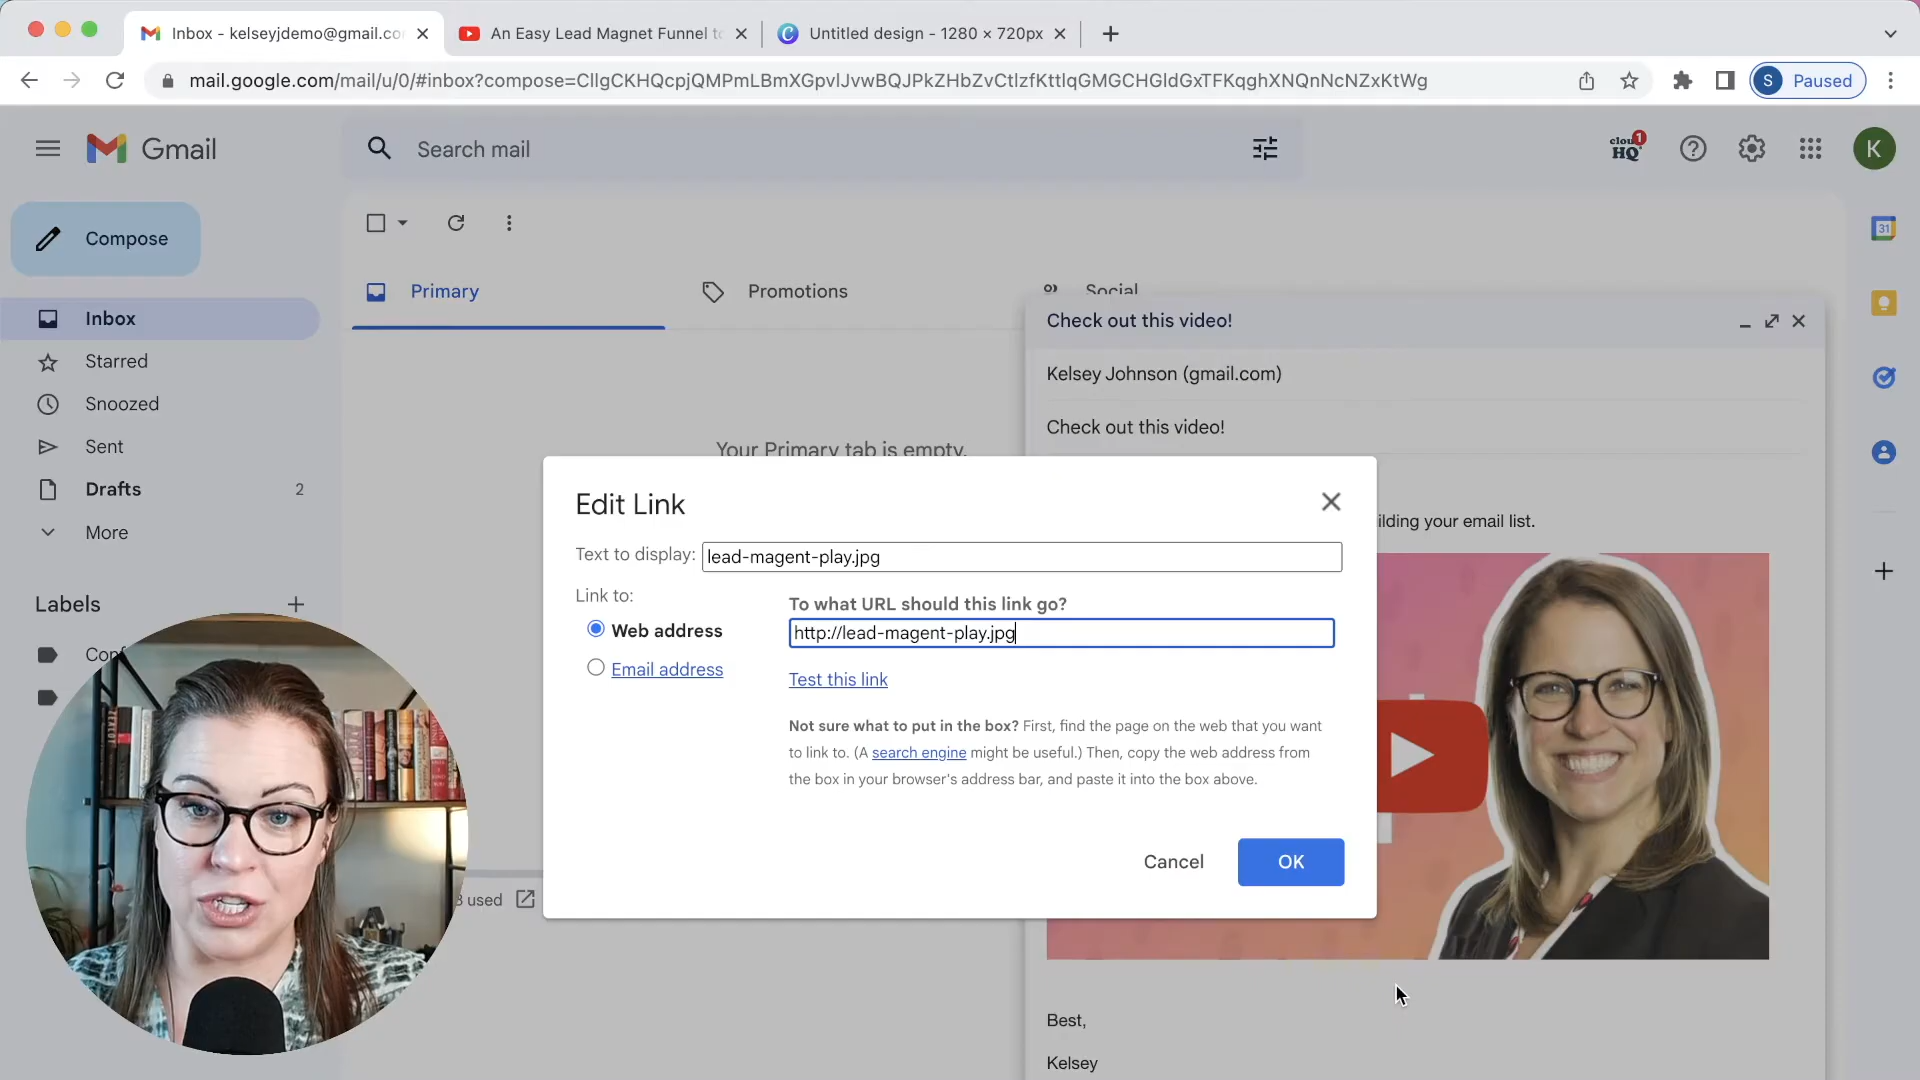 Inbox - kelseyjdemo@gmail.co
An Easy Lead Magnet Funnel to
Untitled design - 1280 × 720px
mail.google.com/mail/u/0/#inbox?compose=CllgCKHQcpjQMPmLBmXGpvlJvwBQJPkZHbZvCtlzfKttlqGMGCHGldGxTFKqghXNQnNcNZxKtWg
S Paused
Gmail
Search mail
cloud HQ 1
K
Compose
Primary
Promotions
Social
31
Inbox
Starred
Snoozed
Sent
Drafts 2
More
Labels
Check out this video!
Kelsey Johnson (gmail.com)
Check out this video!
Your Primary tab is empty.
ilding your email list.
Edit Link
Text to display: lead-magent-play.jpg
Link to:
To what URL should this link go?
Web address
http://lead-magent-play.jpg
Email address
Test this link
Not sure what to put in the box? First, find the page on the web that you want
to link to. (A search engine might be useful.) Then, copy the web address from
the box in your browser's address bar, and paste it into the box above.
Cancel
OK
used
Best,
Kelsey